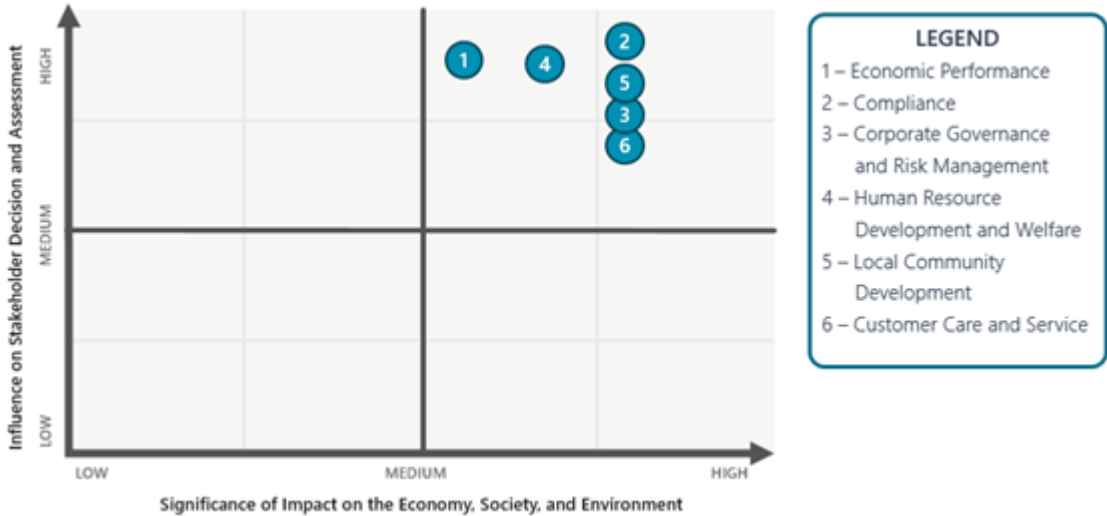 Influence on Stakeholder Decision and Assessment
HIGH
MEDIUM
LOW
1
4
2
5
3
6
LOW
MEDIUM
HIGH
Significance of Impact on the Economy, Society, and Environment
LEGEND
1 – Economic Performance
2 – Compliance
3 – Corporate Governance
and Risk Management
4 – Human Resource
Development and Welfare
5 – Local Community
Development
6 – Customer Care and Service